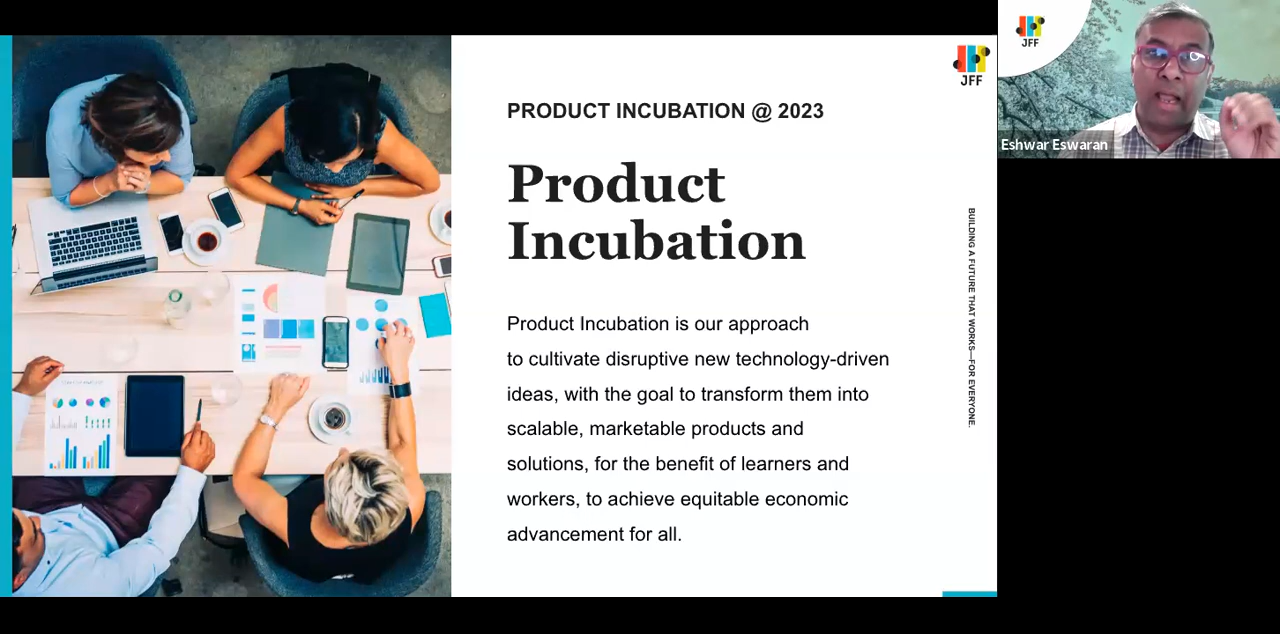 JFF
PRODUCT INCUBATION @ 2023
Product
Incubation
Product Incubation is our approach
to cultivate disruptive new technology-driven
ideas, with the goal to transform them into
scalable, marketable products and
solutions, for the benefit of learners and
workers, to achieve equitable economic
advancement for all.
BUILDING A FUTURE THAT WORKS—FOR EVERYONE.
JFF
Eshwar Eswaran